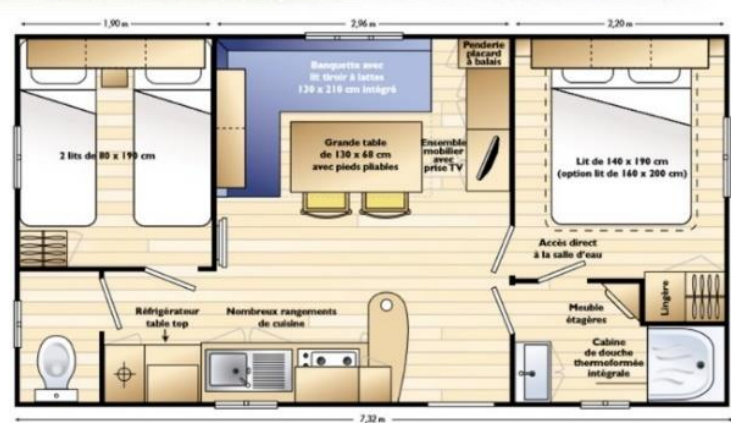 1,90 m
2,96 m
2,20 m
Penderie
placard
à balais
Banquette avec
lit tiroir à lattes
130 x 210 cm intégré
Grande table
de 130 x 68 cm
avec pieds pliables
Ensemble
mobilier
avec
prise TV
2 lits de 80 x 190 cm
Lit de 140 x 190 cm
(option lit de 160 x 200 cm)
Accès direct
à la salle d'eau
Lingère
Réfrigérateur
table top
Nombreux rangements
de cuisine
Meuble
étagères
Cabine
de douche
thermoformée
intégrale
7,32 m